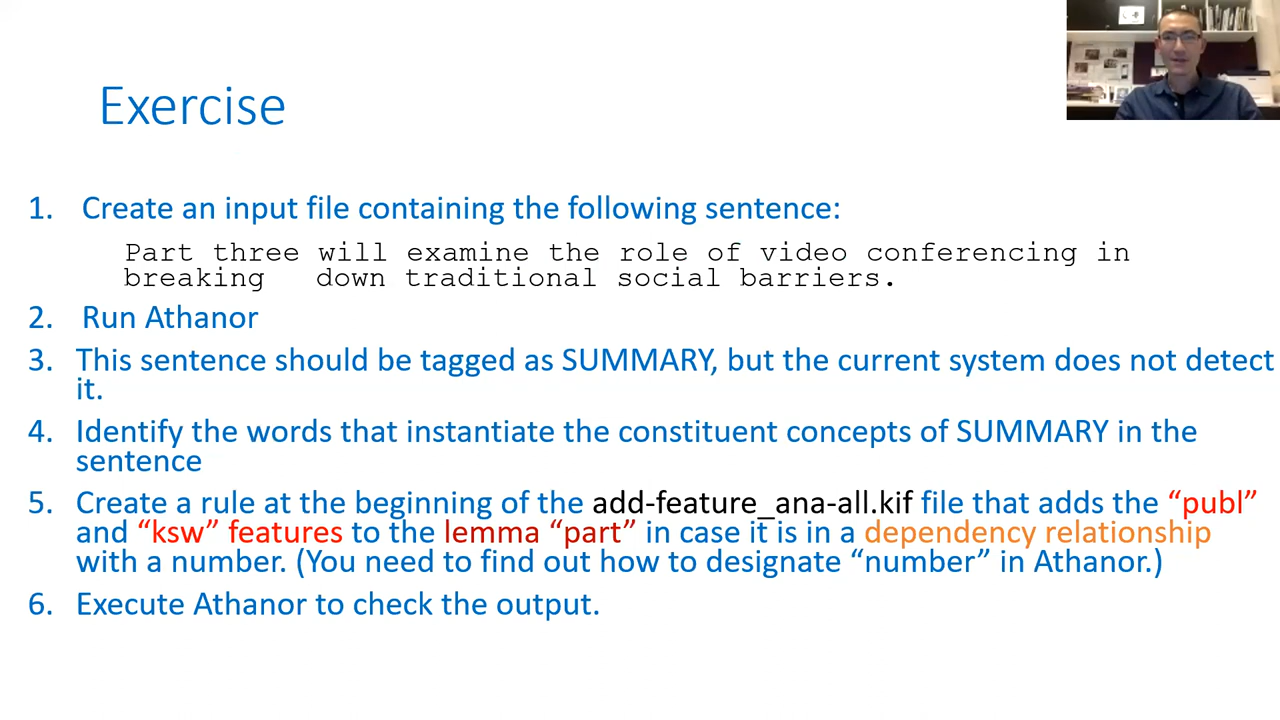 Exercise
1. Create an input file containing the following sentence:
Part three will examine the role of video conferencing in
breaking down traditional social barriers.
2. Run Athanor
3. This sentence should be tagged as SUMMARY, but the current system does not detect
it.
4. Identify the words that instantiate the constituent concepts of SUMMARY in the
sentence
5. Create a rule at the beginning of the add-feature_ana-all.kif file that adds the “publ”
and “ksw” features to the lemma “part” in case it is in a dependency relationship
with a number. (You need to find out how to designate “number” in Athanor.)
6. Execute Athanor to check the output.